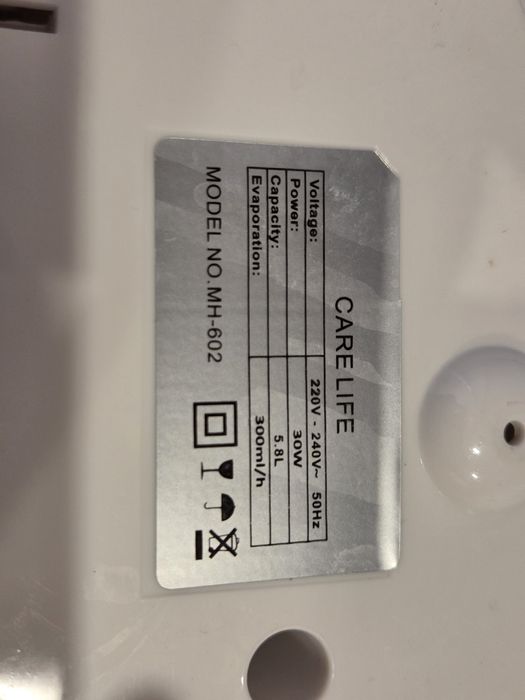 CARE LIFE
Voltage: 220V - 240V~ 50Hz
Power: 30W
Capacity: 5.8L
Evaporation: 300ml/h
MODEL NO.MH-602